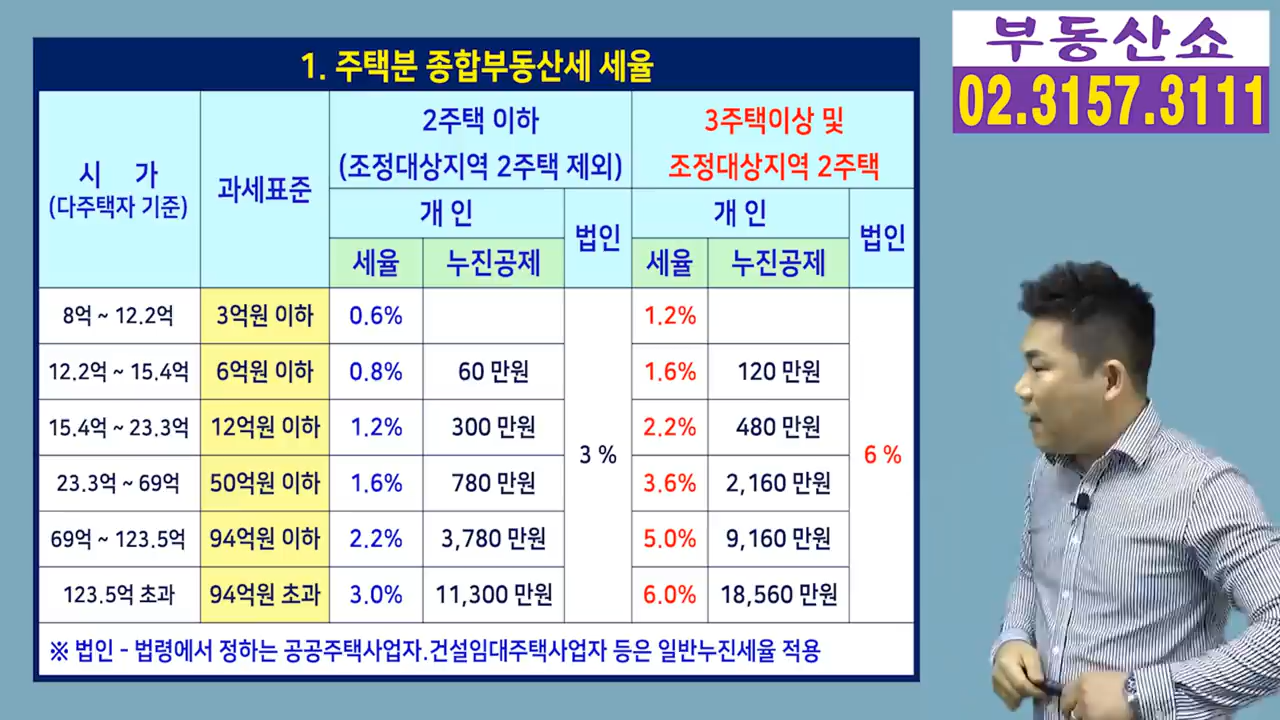 부동산쇼
02.3157.3111
1. 주택분 종합부동산세 세율
시 가
(다주택자 기준)
과세표준
2주택 이하
(조정대상지역 2주택 제외)
3주택이상 및
조정대상지역 2주택
개 인
법인
개 인
법인
세율 누진공제
세율 누진공제
8억 ~ 12.2억 3억원 이하 0.6% 1.2%
12.2억 ~ 15.4억 6억원 이하 0.8% 60 만원 1.6% 120 만원
15.4억 ~ 23.3억 12억원 이하 1.2% 300 만원 2.2% 480 만원
3 % 6 %
23.3억 ~ 69억 50억원 이하 1.6% 780 만원 3.6% 2,160 만원
69억 ~ 123.5억 94억원 이하 2.2% 3,780 만원 5.0% 9,160 만원
123.5억 초과 94억원 초과 3.0% 11,300 만원 6.0% 18,560 만원
※ 법인 - 법령에서 정하는 공공주택사업자.건설임대주택사업자 등은 일반누진세율 적용